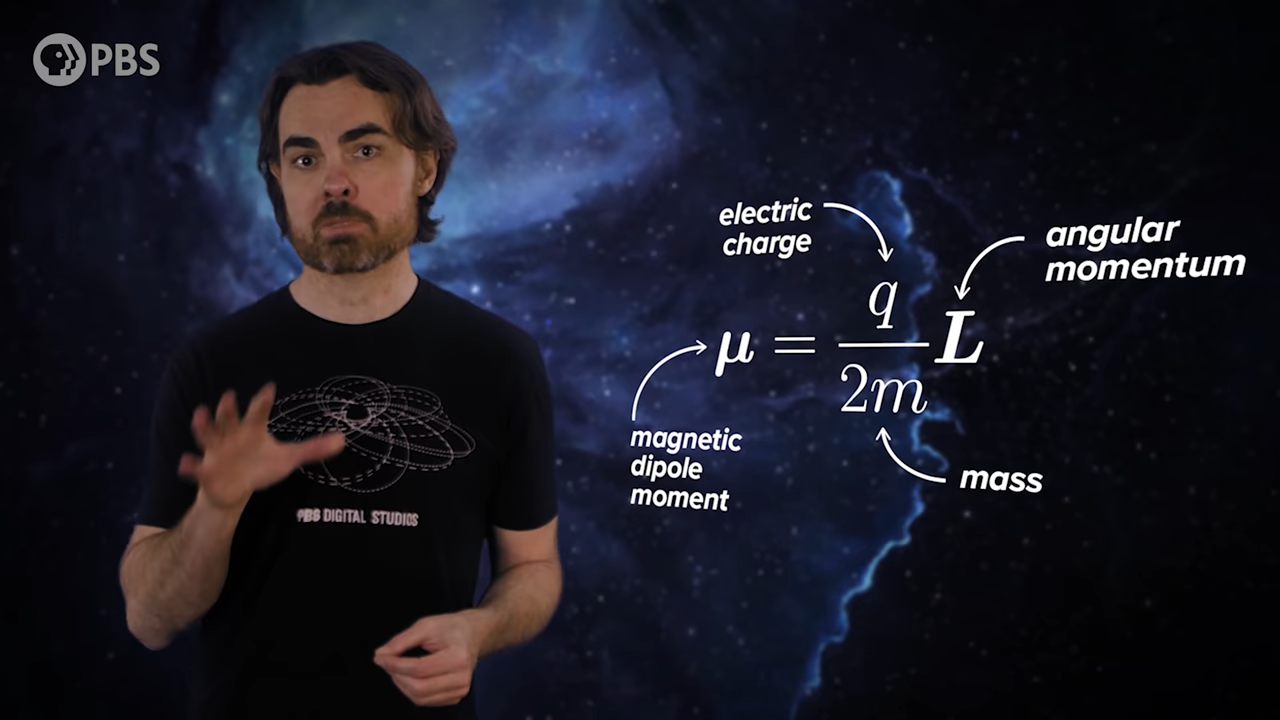 PBS
electric
charge
angular
momentum
μ = q/2m L
magnetic
dipole
moment
mass
PBS DIGITAL STUDIOS